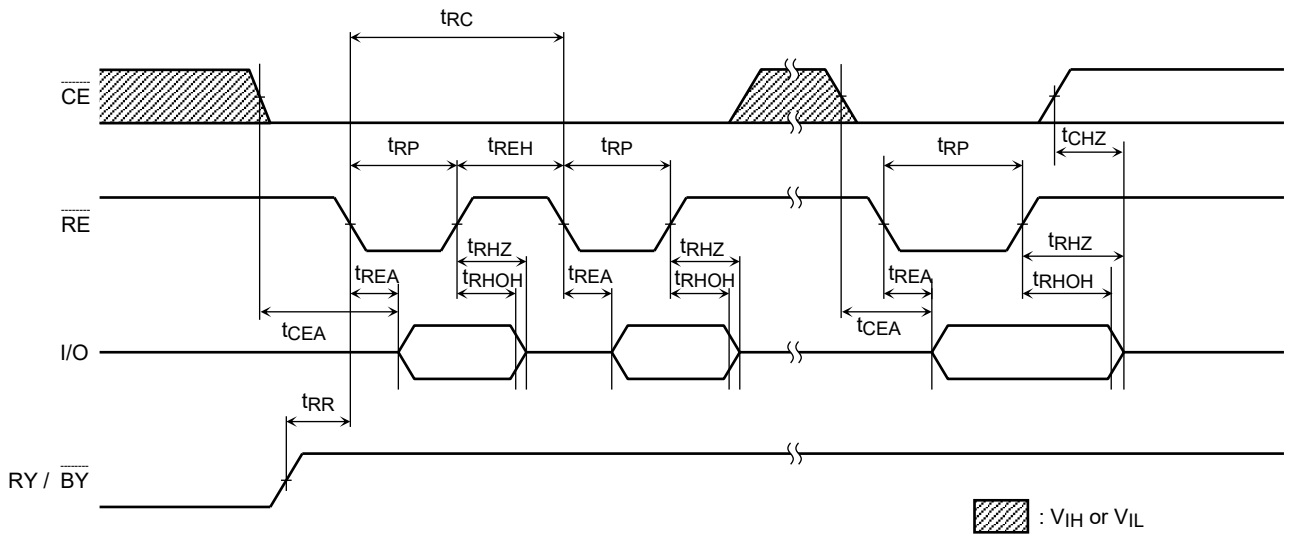 tRC
CE
tCHZ
tRP tREH tRP tRP
RE
tRHZ tRHZ tRHZ
tREA tRHOH tREA tRHOH tREA tRHOH
tCEA tCEA
I/O
tRR
RY / BY
: VIH or VIL